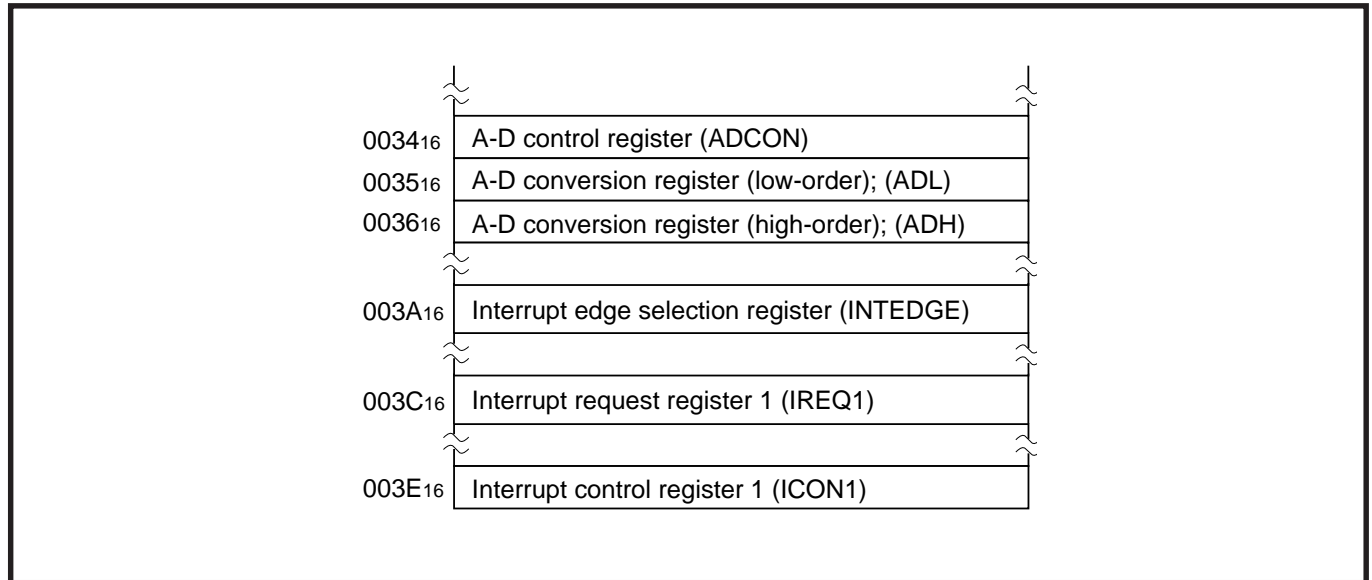 0034₁₆ A-D control register (ADCON)
0035₁₆ A-D conversion register (low-order); (ADL)
0036₁₆ A-D conversion register (high-order); (ADH)
003A₁₆ Interrupt edge selection register (INTEDGE)
003C₁₆ Interrupt request register 1 (IREQ1)
003E₁₆ Interrupt control register 1 (ICON1)